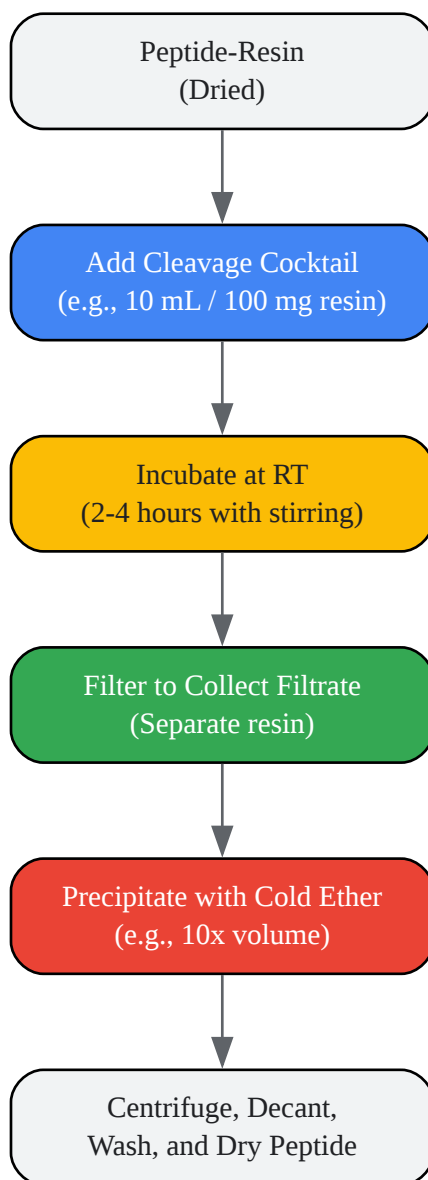 Peptide-Resin
(Dried)
Add Cleavage Cocktail
(e.g., 10 mL / 100 mg resin)
Incubate at RT
(2-4 hours with stirring)
Filter to Collect Filtrate
(Separate resin)
Precipitate with Cold Ether
(e.g., 10x volume)
Centrifuge, Decant,
Wash, and Dry Peptide